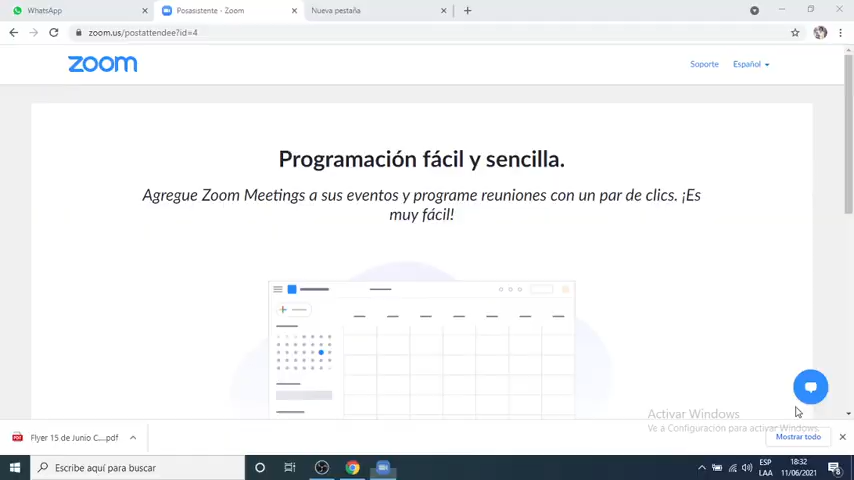 WhatsApp
Posasistente - Zoom
Nueva pestaña
zoom.us/postattendee?id=4
zoom
Soporte
Español
Programación fácil y sencilla.
Agregue Zoom Meetings a sus eventos y programe reuniones con un par de clics. ¡Es
muy fácil!
Activar Windows
Ve a Configuración para activar Windows.
PDF
Flyer 15 de Junio C....pdf
Mostrar todo
Escribe aquí para buscar
ESP
LAA
18:32
11/06/2021
8